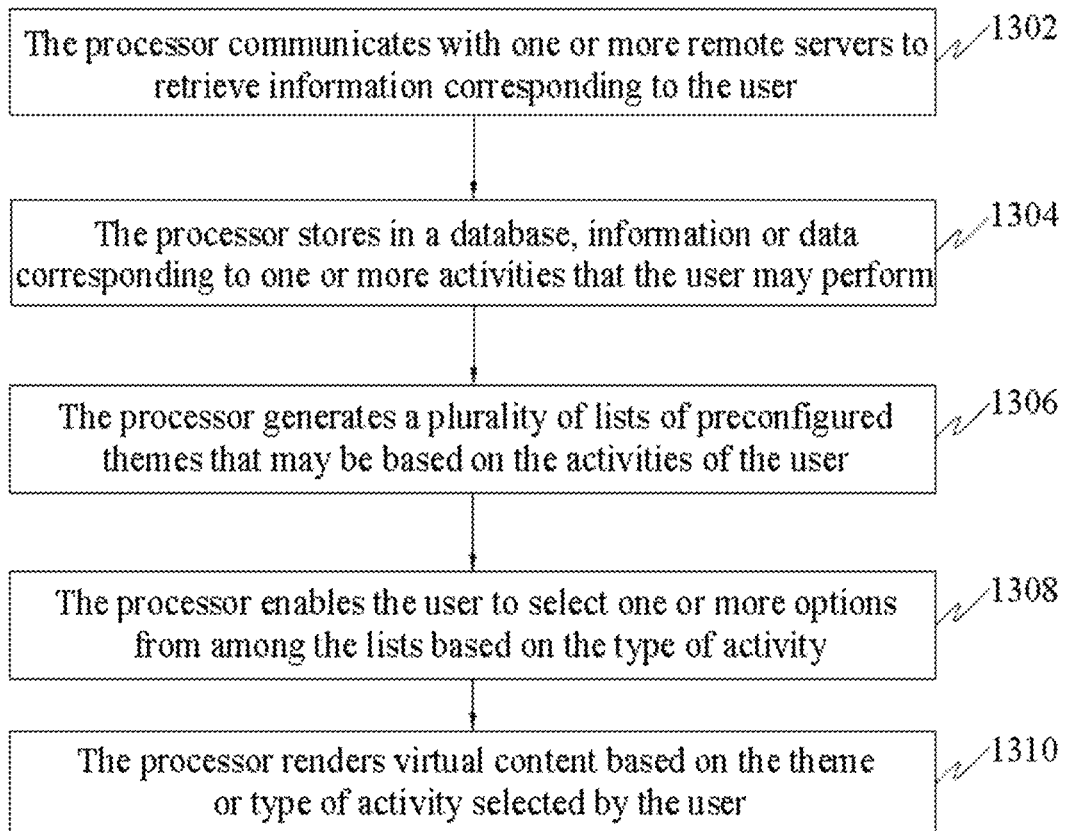 The processor communicates with one or more remote servers to
retrieve information corresponding to the user
1302
The processor stores in a database, information or data
corresponding to one or more activities that the user may perform
1304
The processor generates a plurality of lists of preconfigured
themes that may be based on the activities of the user
1306
The processor enables the user to select one or more options
from among the lists based on the type of activity
1308
The processor renders virtual content based on the theme
or type of activity selected by the user
1310